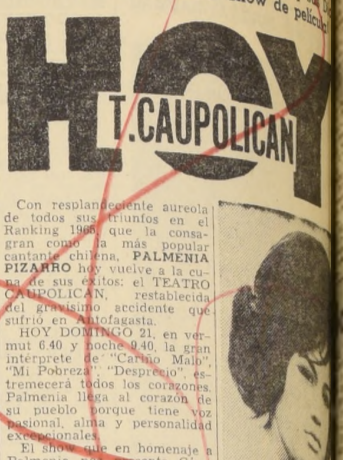 ow de película
HOY
T. CAUPOLICAN
Con resplandeciente aureola
de todos sus triunfos en el
Ranking 1965, que la consa-
gran como la más popular
cantante chilena, PALMENIA
PIZARRO hoy vuelve a la cu-
na de sus éxitos: el TEATRO
CAUPOLICAN, restablecida
del gravísimo accidente que
sufrió en Antofagasta.
HOY DOMINGO 21, en ver-
mut 6.40 y noche 9.40, la gran
intérprete de "Cariño Malo",
"Mi Pobreza" "Desprecio", es-
tremecerá todos los corazones.
Palmenia llega al corazón de
su pueblo porque tiene voz
pasional, alma y personalidad
excepcionales.
El show que en homenaje a